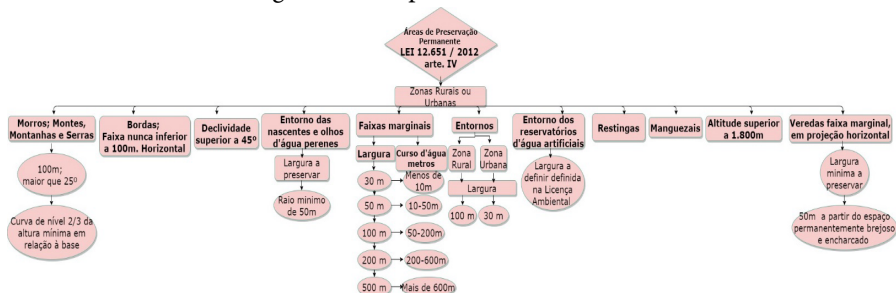 Áreas de Preservação
Permanente
LEI 12.651 / 2012
arte. IV
Zonas Rurais ou
Urbanas
Morros; Montes,
Montanhas e Serras
100m;
maior que 25º
Curva de nível 2/3 da
altura mínima em
relação à base
Bordas;
Faixa nunca inferior
a 100m. Horizontal
Declividade
superior a 45º
Entorno das
nascentes e olhos
d'água perenes
Largura a
preservar
Raio minimo
de 50m
Faixas marginais
Largura
Curso d'água
metros
30 m
Menos de
10m
50 m
10-50m
100 m
50-200m
200 m
200-600m
500 m
Mais de 600m
Entornos
Zona
Rural
Zona
Urbana
Largura
100 m
30 m
Entorno dos
reservatórios
d'água artificiais
Largura a
definir definida
na Licença
Ambiental
Restingas
Manguezais
Altitude superior
a 1.800m
Veredas faixa marginal,
em projeção horizontal
Largura
minima a
preservar
50m a partir do espaço
permanentemente brejoso
e encharcado